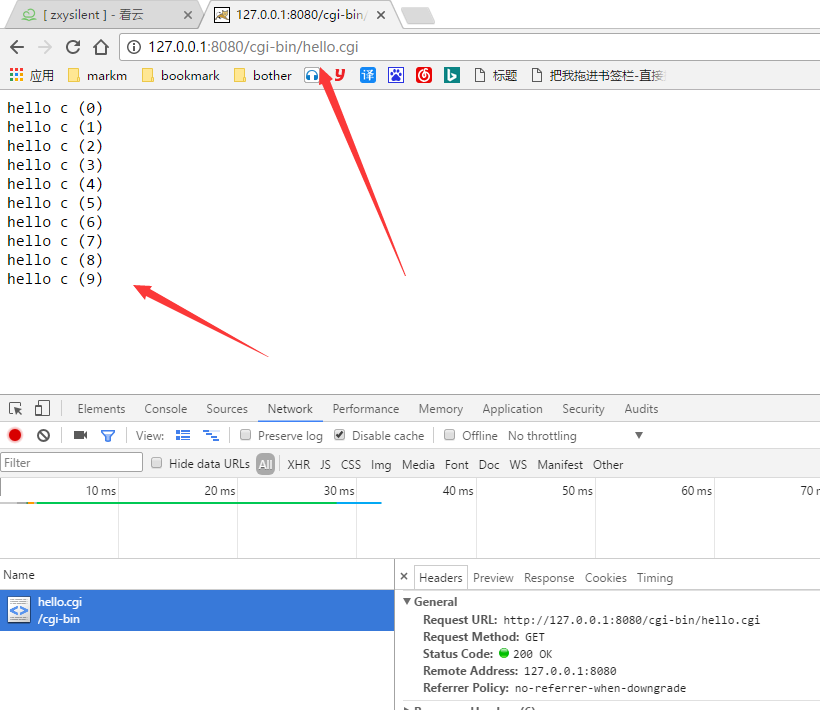 [ zxysilent ] - 看云
127.0.0.1:8080/cgi-bin/
127.0.0.1:8080/cgi-bin/hello.cgi
应用 markm bookmark bother y 译 b 标题 把我拖进书签栏-直接
hello c (0)
hello c (1)
hello c (2)
hello c (3)
hello c (4)
hello c (5)
hello c (6)
hello c (7)
hello c (8)
hello c (9)
Elements Console Sources Network Performance Memory Application Security Audits
View: Preserve log Disable cache Offline No throttling
Filter Hide data URLs All XHR JS CSS Img Media Font Doc WS Manifest Other
10 ms 20 ms 30 ms 40 ms 50 ms 60 ms 70 m
Name
hello.cgi
/cgi-bin
Headers Preview Response Cookies Timing
General
Request URL: http://127.0.0.1:8080/cgi-bin/hello.cgi
Request Method: GET
Status Code: 200 OK
Remote Address: 127.0.0.1:8080
Referrer Policy: no-referrer-when-downgrade